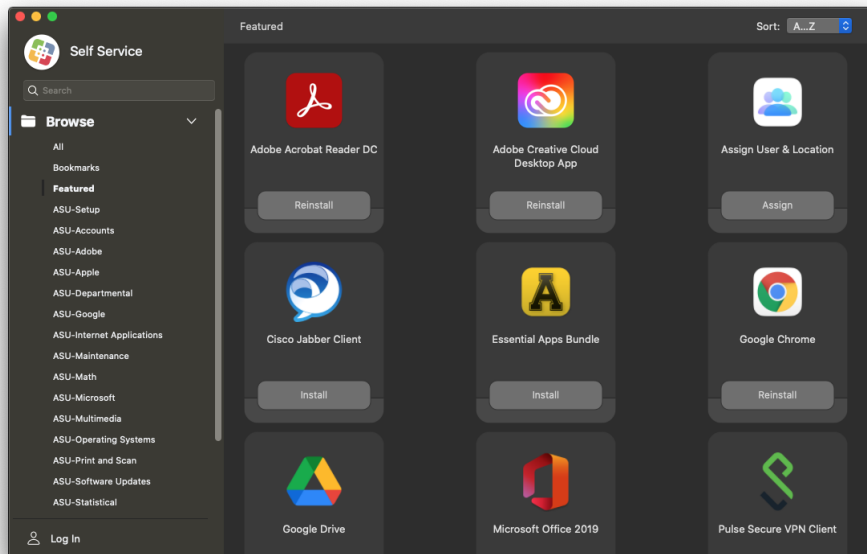 Self Service
Search
Browse
All
Bookmarks
Featured
ASU-Setup
ASU-Accounts
ASU-Adobe
ASU-Apple
ASU-Departmental
ASU-Google
ASU-Internet Applications
ASU-Maintenance
ASU-Math
ASU-Microsoft
ASU-Multimedia
ASU-Operating Systems
ASU-Print and Scan
ASU-Software Updates
ASU-Statistical
Log In
Featured
Sort: A...Z
Adobe Acrobat Reader DC
Reinstall
Adobe Creative Cloud
Desktop App
Reinstall
Assign User & Location
Assign
Cisco Jabber Client
Install
A
Essential Apps Bundle
Install
Google Chrome
Reinstall
Google Drive
Microsoft Office 2019
Pulse Secure VPN Client